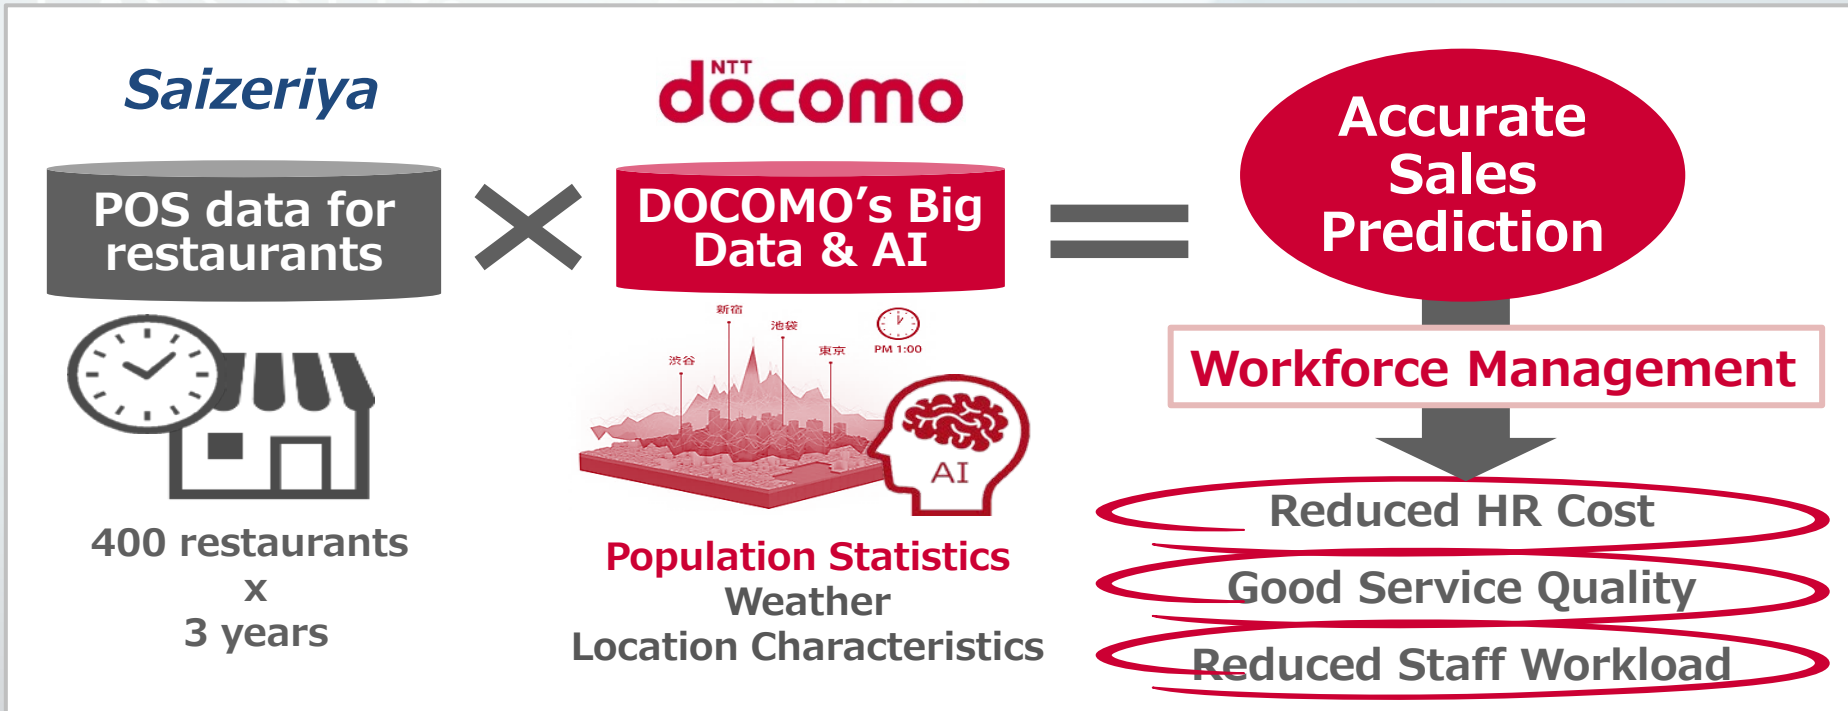 Saizeriya
POS data for
restaurants
400 restaurants
x
3 years
NTT
docomo
DOCOMO's Big
Data & AI
新宿
池袋
渋谷
東京
PM 1:00
AI
Population Statistics
Weather
Location Characteristics
Accurate
Sales
Prediction
Workforce Management
Reduced HR Cost
Good Service Quality
Reduced Staff Workload